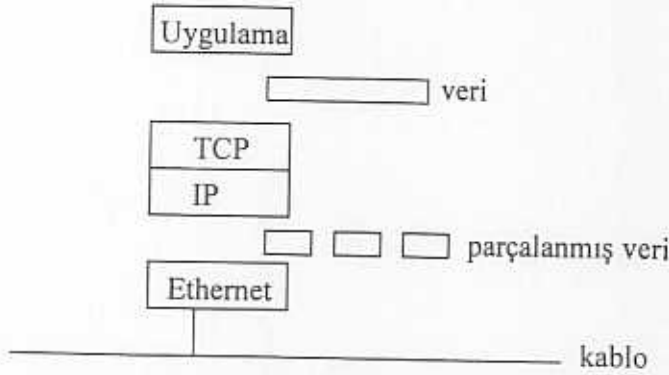 Uygulama
veri
TCP
IP
parçalanmış veri
Ethernet
kablo